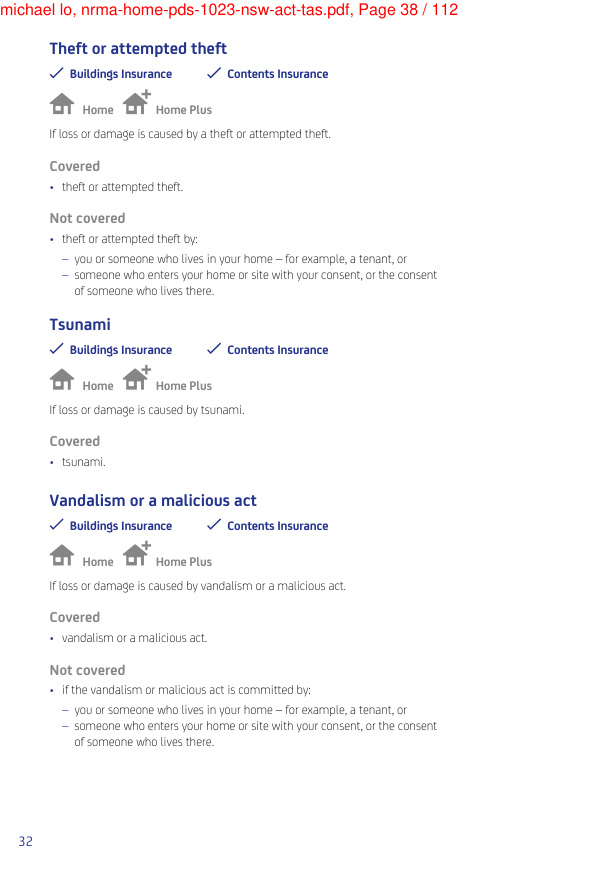 michael lo, nrma-home-pds-1023-nsw-act-tas.pdf, Page 38 / 112
Theft or attempted theft
Buildings Insurance Contents Insurance
Home Home Plus
If loss or damage is caused by a theft or attempted theft.
Covered
• theft or attempted theft.
Not covered
• theft or attempted theft by:
– you or someone who lives in your home – for example, a tenant, or
– someone who enters your home or site with your consent, or the consent
of someone who lives there.
Tsunami
Buildings Insurance Contents Insurance
Home Home Plus
If loss or damage is caused by tsunami.
Covered
• tsunami.
Vandalism or a malicious act
Buildings Insurance Contents Insurance
Home Home Plus
If loss or damage is caused by vandalism or a malicious act.
Covered
• vandalism or a malicious act.
Not covered
• if the vandalism or malicious act is committed by:
– you or someone who lives in your home – for example, a tenant, or
– someone who enters your home or site with your consent, or the consent
of someone who lives there.
32